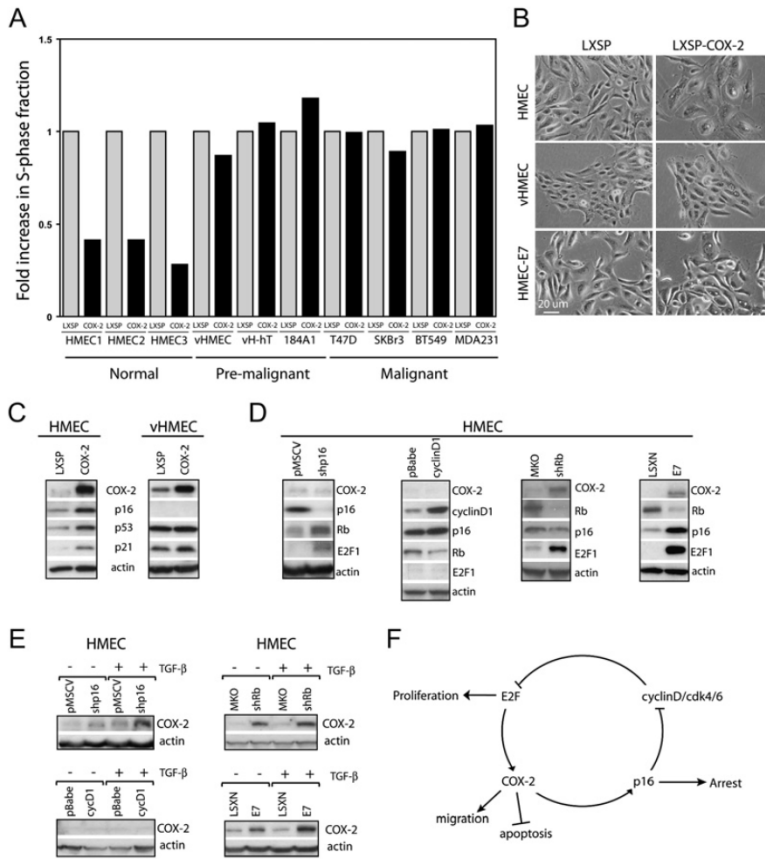 A
1.5
1
0.5
0
Fold increase in S-phase fraction
LXSP COX-2 LXSP COX-2 LXSP COX-2 LXSP COX-2 LXSP COX-2 LXSP COX-2 LXSP COX-2 LXSP COX-2 LXSP COX-2 LXSP COX-2
HMEC1 HMEC2 HMEC3 vHMEC vH-hT 184A1 T47D SKBr3 BT549 MDA231
Normal Pre-malignant Malignant
B
LXSP LXSP-COX-2
HMEC
vHMEC
HMEC-E7
20 um
C
HMEC vHMEC
LXSP COX-2 LXSP COX-2
COX-2
p16
p53
p21
actin
D
HMEC
pMSCV shp16
COX-2
p16
Rb
E2F1
actin
pBabe cyclinD1
COX-2
cyclinD1
p16
Rb
E2F1
actin
MKO shRb
COX-2
Rb
p16
E2F1
actin
LSXN E7
COX-2
Rb
p16
E2F1
actin
E
HMEC
- - + + TGF-β
pMSCV shp16 pMSCV shp16
COX-2
actin
- - + + TGF-β
pBabe cycD1 pBabe cycD1
COX-2
actin
HMEC
- - + + TGF-β
MKO shRb MKO shRb
COX-2
actin
- - + + TGF-β
LSXN E7 LSXN E7
COX-2
actin
F
Proliferation E2F cyclinD/cdk4/6
COX-2 p16 Arrest
migration
apoptosis